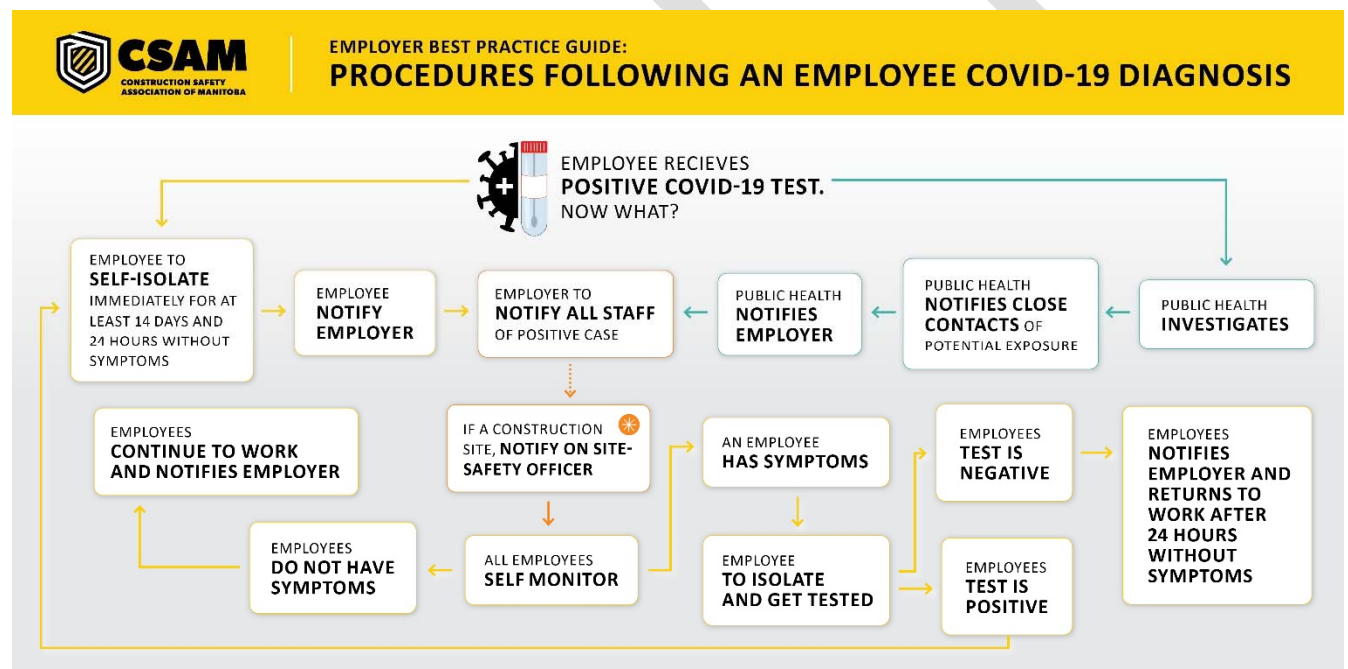 CSAM
CONSTRUCTION SAFETY
ASSOCIATION OF MANITOBA
EMPLOYER BEST PRACTICE GUIDE:
PROCEDURES FOLLOWING AN EMPLOYEE COVID-19 DIAGNOSIS
EMPLOYEE RECIEVES
POSITIVE COVID-19 TEST.
NOW WHAT?
EMPLOYEE TO
SELF-ISOLATE
IMMEDIATELY FOR AT
LEAST 14 DAYS AND
24 HOURS WITHOUT
SYMPTOMS
EMPLOYEE
NOTIFY
EMPLOYER
EMPLOYER TO
NOTIFY ALL STAFF
OF POSITIVE CASE
PUBLIC HEALTH
NOTIFIES
EMPLOYER
PUBLIC HEALTH
NOTIFIES CLOSE
CONTACTS OF
POTENTIAL EXPOSURE
PUBLIC HEALTH
INVESTIGATES
EMPLOYEES
CONTINUE TO WORK
AND NOTIFIES EMPLOYER
IF A CONSTRUCTION
SITE, NOTIFY ON SITE-
SAFETY OFFICER
AN EMPLOYEE
HAS SYMPTOMS
EMPLOYEES
TEST IS
NEGATIVE
EMPLOYEES
NOTIFIES
EMPLOYER AND
RETURNS TO
WORK AFTER
24 HOURS
WITHOUT
SYMPTOMS
EMPLOYEES
DO NOT HAVE
SYMPTOMS
ALL EMPLOYEES
SELF MONITOR
EMPLOYEE
TO ISOLATE
AND GET TESTED
EMPLOYEES
TEST IS
POSITIVE